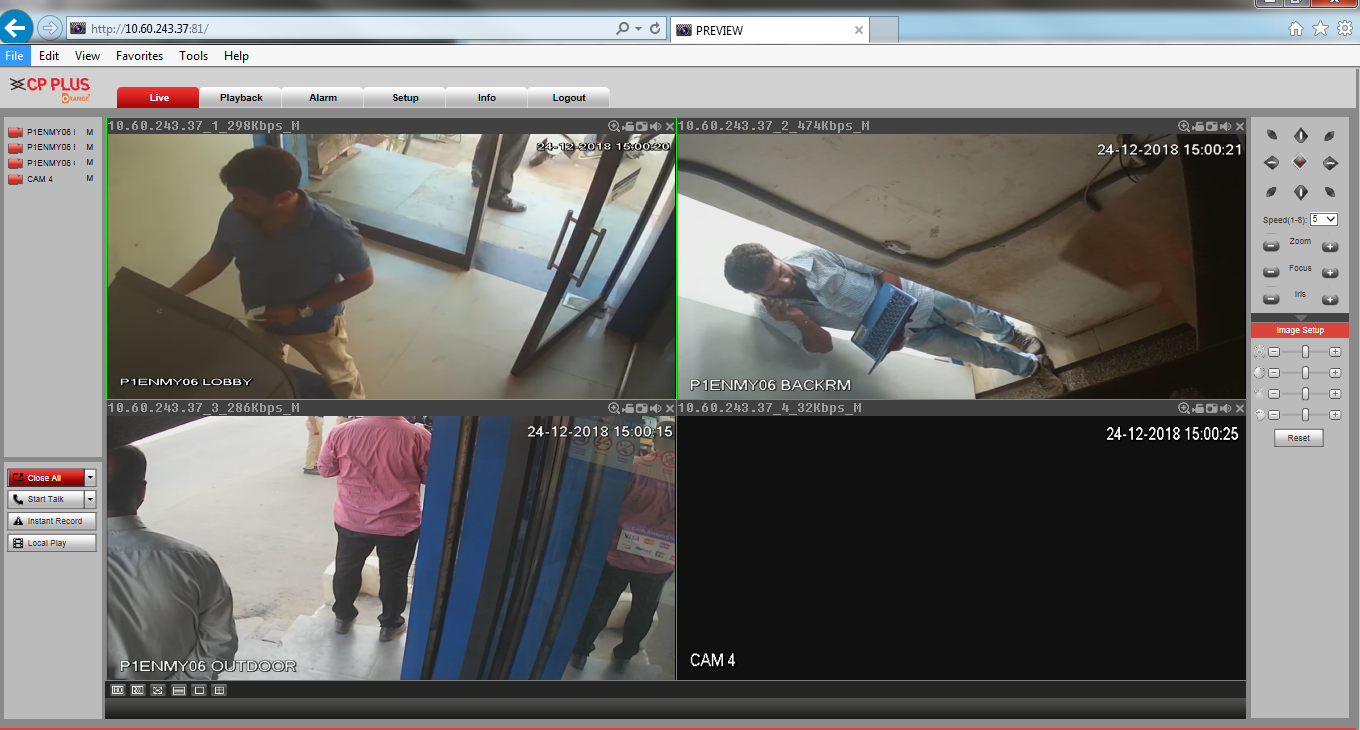 http://10.60.243.37:81/
PREVIEW
File Edit View Favorites Tools Help
CP PLUS
ORANGE
Live Playback Alarm Setup Info Logout
P1ENMY06 M
P1ENMY06 M
P1ENMY06 M
CAM 4 M
10.60.243.37_1_298Kbps_M
24-12-2018 15:00:20
P1ENMY06 LOBBY
10.60.243.37_2_474Kbps_M
24-12-2018 15:00:21
P1ENMY06 BACKRM
10.60.243.37_3_286Kbps_M
24-12-2018 15:00:15
VISA
P1ENMY06 OUTDOOR
10.60.243.37_4_32Kbps_M
24-12-2018 15:00:25
CAM 4
Close All
Start Talk
Instant Record
Local Play
Speed(1-8): 5
Zoom
Focus
Iris
Image Setup
Reset